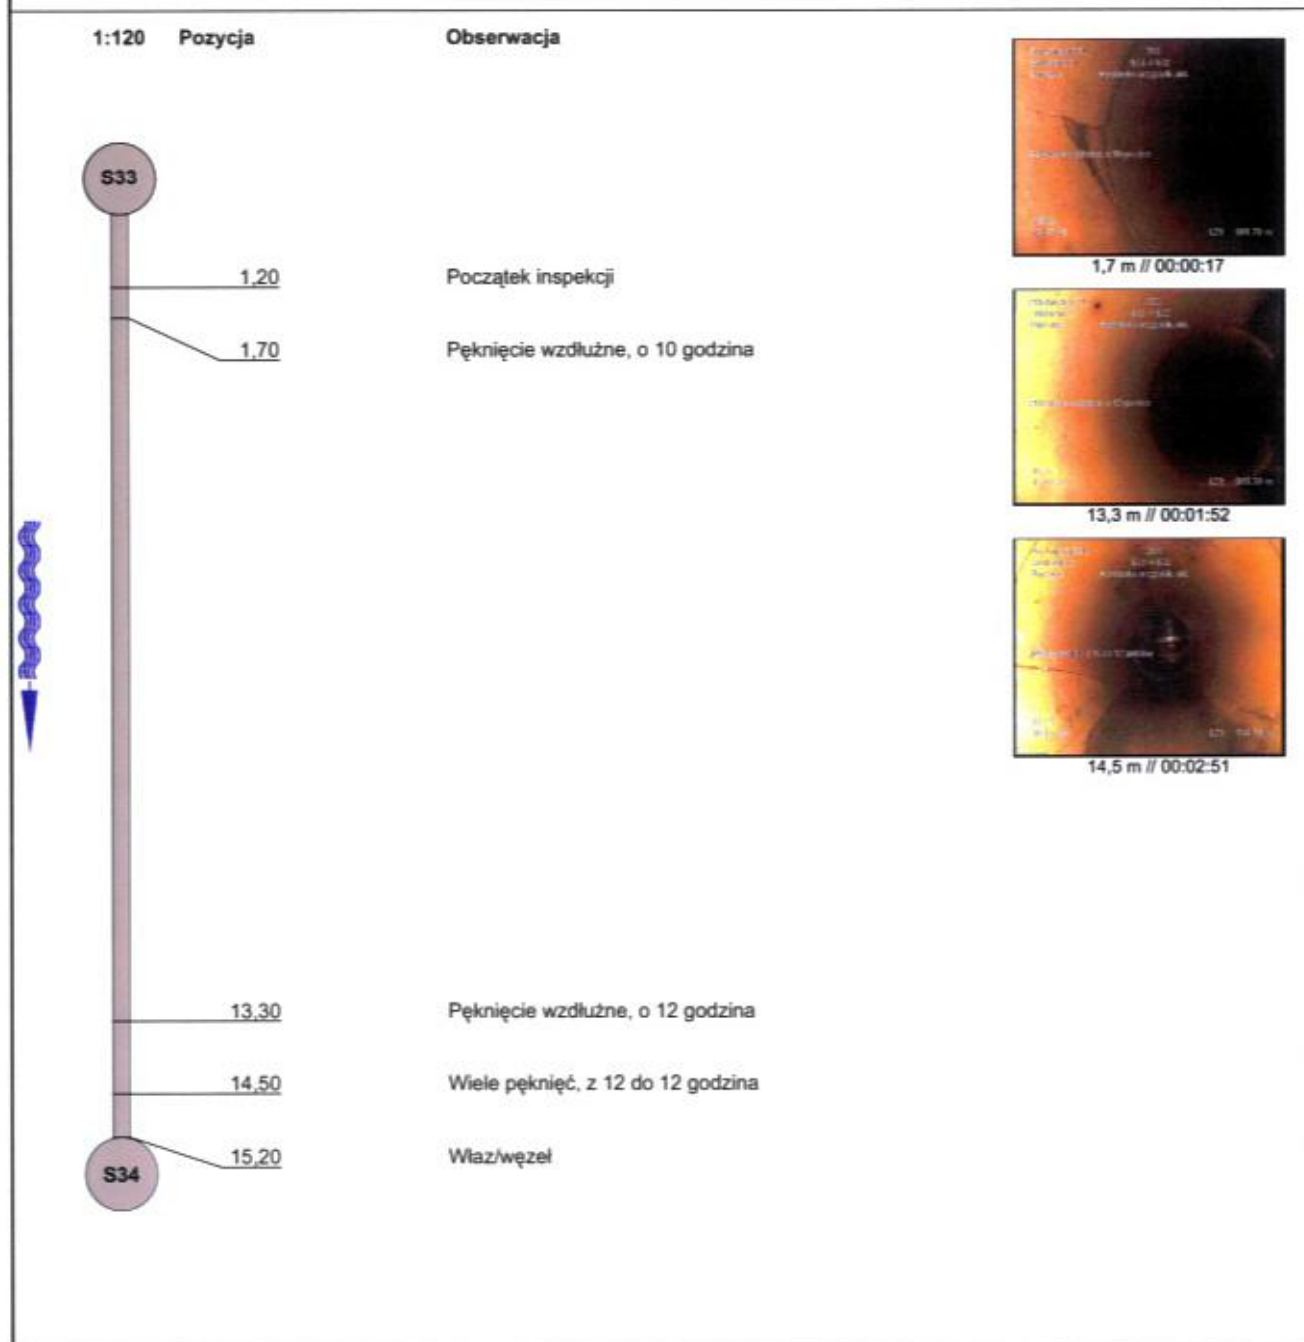 1:120 Pozycja Obserwacja
S33
1,20 Początek inspekcji
1,70 Pęknięcie wzdłużne, o 10 godzina
1,7 m // 00:00:17
13,3 m // 00:01:52
14,5 m // 00:02:51
13,30 Pęknięcie wzdłużne, o 12 godzina
14,50 Wiele pęknięć, z 12 do 12 godzina
15,20 Właz/węzeł
S34